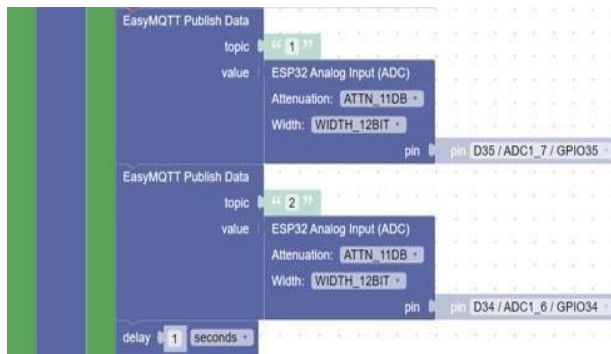 EasyMQTT Publish Data
topic “ 1 ”
value ESP32 Analog Input (ADC)
Attenuation: ATTN_11DB
Width: WIDTH_12BIT
pin pin D35 / ADC1_7 / GPIO35
EasyMQTT Publish Data
topic “ 2 ”
value ESP32 Analog Input (ADC)
Attenuation: ATTN_11DB
Width: WIDTH_12BIT
pin pin D34 / ADC1_6 / GPIO34
delay 1 seconds